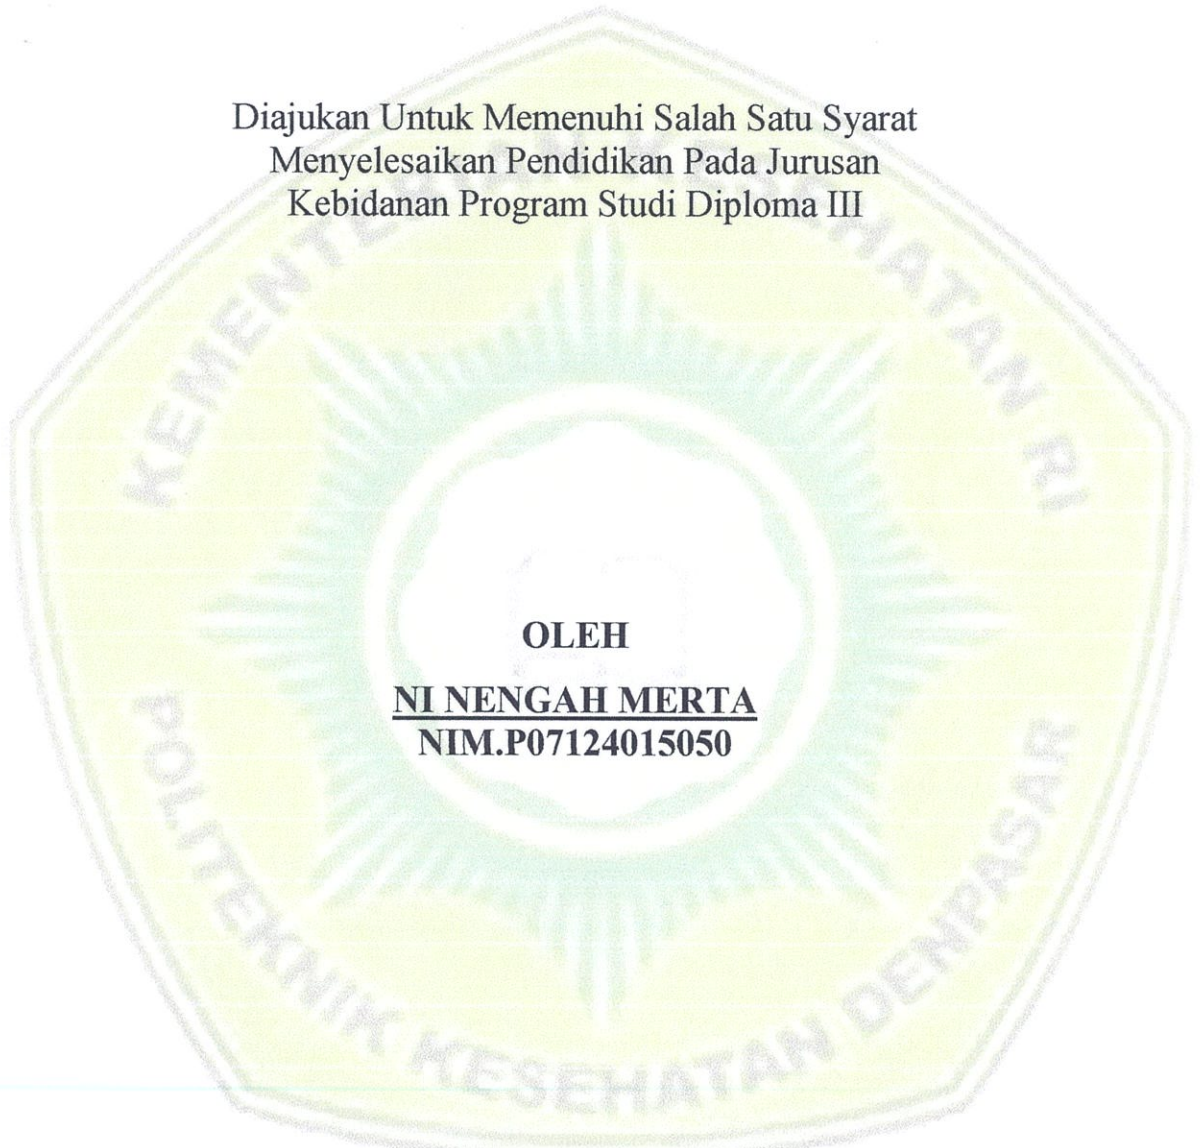 Diajukan Untuk Memenuhi Salah Satu Syarat
Menyelesaikan Pendidikan Pada Jurusan
Kebidanan Program Studi Diploma III
KEMENTERIAN KESEHATAN RI
OLEH
NI NENGAH MERTA
NIM.P07124015050
POLITEKNIK KESEHATAN DENPASAR